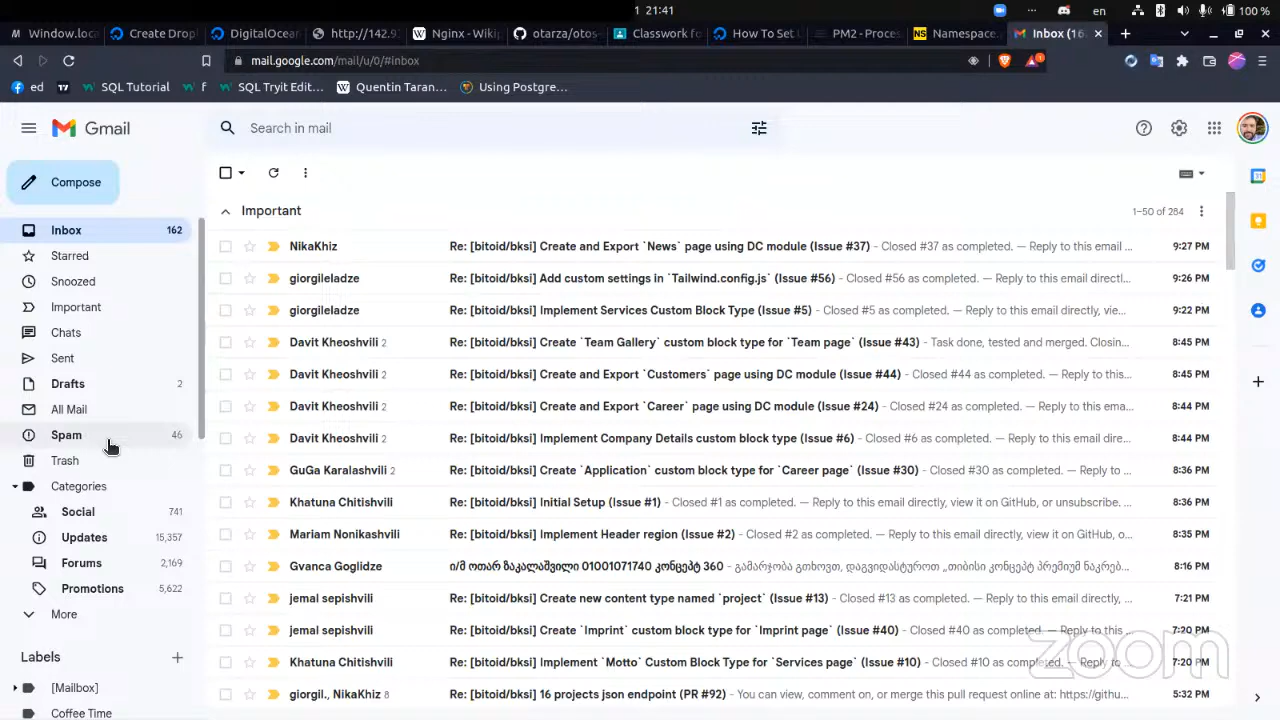 1 21:41
en
100 %
Window.loca
Create Drop
DigitalOcean
http://142.93
Nginx - Wiki
otarza/otos-
Classwork fo
How To Set U
PM2 - Proces
NS Namespace.
Inbox (16
mail.google.com/mail/u/0/#inbox
1
ed
SQL Tutorial
f
SQL Tryit Edit...
Quentin Taran...
Using Postgre...
Gmail
Search in mail
Compose
Inbox 162
Starred
Snoozed
Important
Chats
Sent
Drafts 2
All Mail
Spam 46
Trash
Categories
Social 741
Updates 15,357
Forums 2,169
Promotions 5,622
More
Labels
[Mailbox]
Coffee Time
Important
1–50 of 284
NikaKhiz Re: [bitoid/bksi] Create and Export `News` page using DC module (Issue #37) - Closed #37 as completed. — Reply to this email ... 9:27 PM
giorgileladze Re: [bitoid/bksi] Add custom settings in `Tailwind.config.js` (Issue #56) - Closed #56 as completed. — Reply to this email directl... 9:26 PM
giorgileladze Re: [bitoid/bksi] Implement Services Custom Block Type (Issue #5) - Closed #5 as completed. — Reply to this email directly, vie... 9:22 PM
Davit Kheoshvili 2 Re: [bitoid/bksi] Create `Team Gallery` custom block type for `Team page` (Issue #43) - Task done, tested and merged. Closin... 8:45 PM
Davit Kheoshvili 2 Re: [bitoid/bksi] Create and Export `Customers` page using DC module (Issue #44) - Closed #44 as completed. — Reply to this... 8:45 PM
Davit Kheoshvili 2 Re: [bitoid/bksi] Create and Export `Career` page using DC module (Issue #24) - Closed #24 as completed. — Reply to this ema... 8:44 PM
Davit Kheoshvili 2 Re: [bitoid/bksi] Implement Company Details custom block type (Issue #6) - Closed #6 as completed. — Reply to this email dire... 8:44 PM
GuGa Karalashvili 2 Re: [bitoid/bksi] Create `Application` custom block type for `Career page` (Issue #30) - Closed #30 as completed. — Reply to ... 8:36 PM
Khatuna Chitishvili Re: [bitoid/bksi] Initial Setup (Issue #1) - Closed #1 as completed. — Reply to this email directly, view it on GitHub, or unsubscribe. ... 8:36 PM
Mariam Nonikashvili Re: [bitoid/bksi] Implement Header region (Issue #2) - Closed #2 as completed. — Reply to this email directly, view it on GitHub, o... 8:35 PM
Gvanca Goglidze ი/მ ოთარ ზაკალაშვილი 01001071740 კონცეპტ 360 - გამარჯობა გთხოვთ, დაგვიდასტუროთ „თიბისი კონცეპტ პრემიუმ ნაკრებ... 8:16 PM
jemal sepishvili Re: [bitoid/bksi] Create new content type named `project` (Issue #13) - Closed #13 as completed. — Reply to this email directly, ... 7:21 PM
jemal sepishvili Re: [bitoid/bksi] Create `Imprint` custom block type for `Imprint page` (Issue #40) - Closed #40 as completed. — Reply to this ... 7:20 PM
Khatuna Chitishvili Re: [bitoid/bksi] Implement `Motto` Custom Block Type for `Services page` (Issue #10) - Closed #10 as completed. — Reply to ... 7:20 PM
giorgil., NikaKhiz 8 Re: [bitoid/bksi] 16 projects json endpoint (PR #92) - You can view, comment on, or merge this pull request online at: https://githu... 5:32 PM
zoom